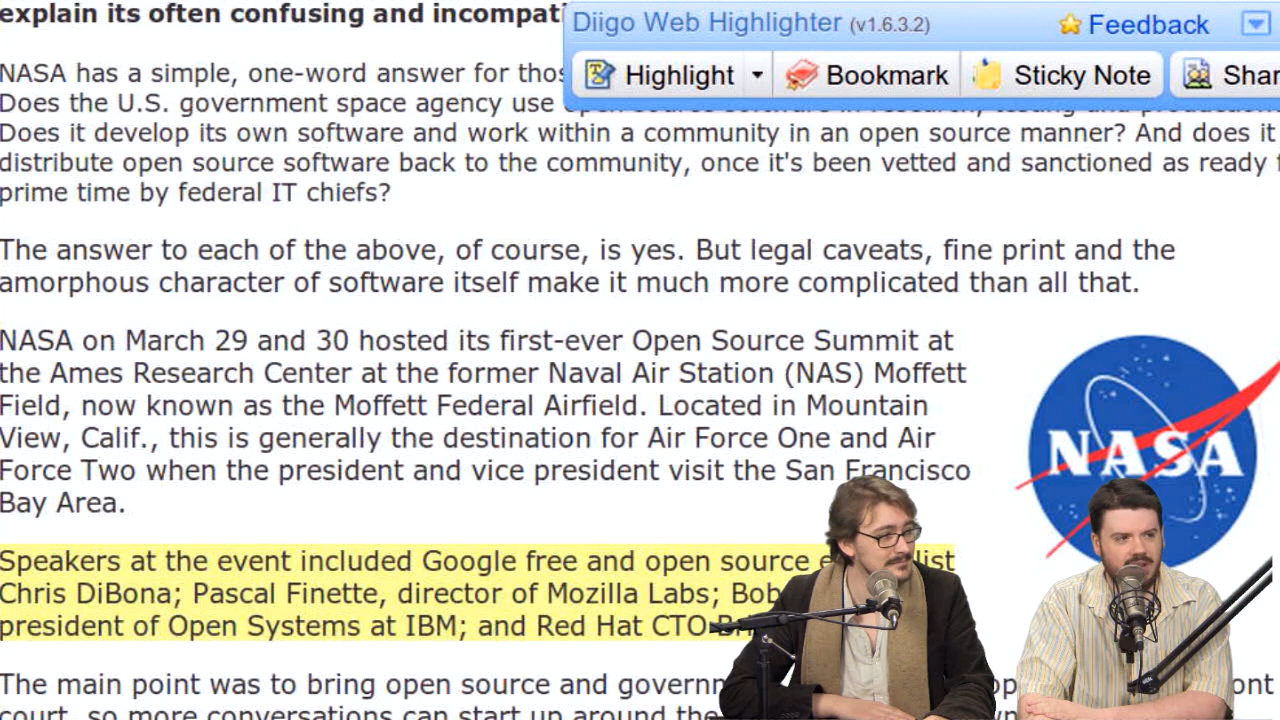 explain its often confusing and
Diigo Web Highlighter (v1.6.3.2)
Feedback
Highlight
Bookmark
Sticky Note
NASA has a simple, one-word answer for
Does the U.S. government space agency use
Does it develop its own software and work within a community in an open source manner? And does it
distribute open source software back to the community, once it's been vetted and sanctioned as ready
prime time by federal IT chiefs?
The answer to each of the above, of course, is yes. But legal caveats, fine print and the
amorphous character of software itself make it much more complicated than all that.
NASA on March 29 and 30 hosted its first-ever Open Source Summit at
the Ames Research Center at the former Naval Air Station (NAS) Moffett
Field, now known as the Moffett Federal Airfield. Located in Mountain
View, Calif., this is generally the destination for Air Force One and Air
Force Two when the president and vice president visit the San Francisco
Bay Area.
NASA
Speakers at the event included Google free and open source
Chris DiBona; Pascal Finette, director of Mozilla Labs; Bob
president of Open Systems at IBM; and Red Hat CTO
The main point was to bring open source and
court, so more conversations can start up around the